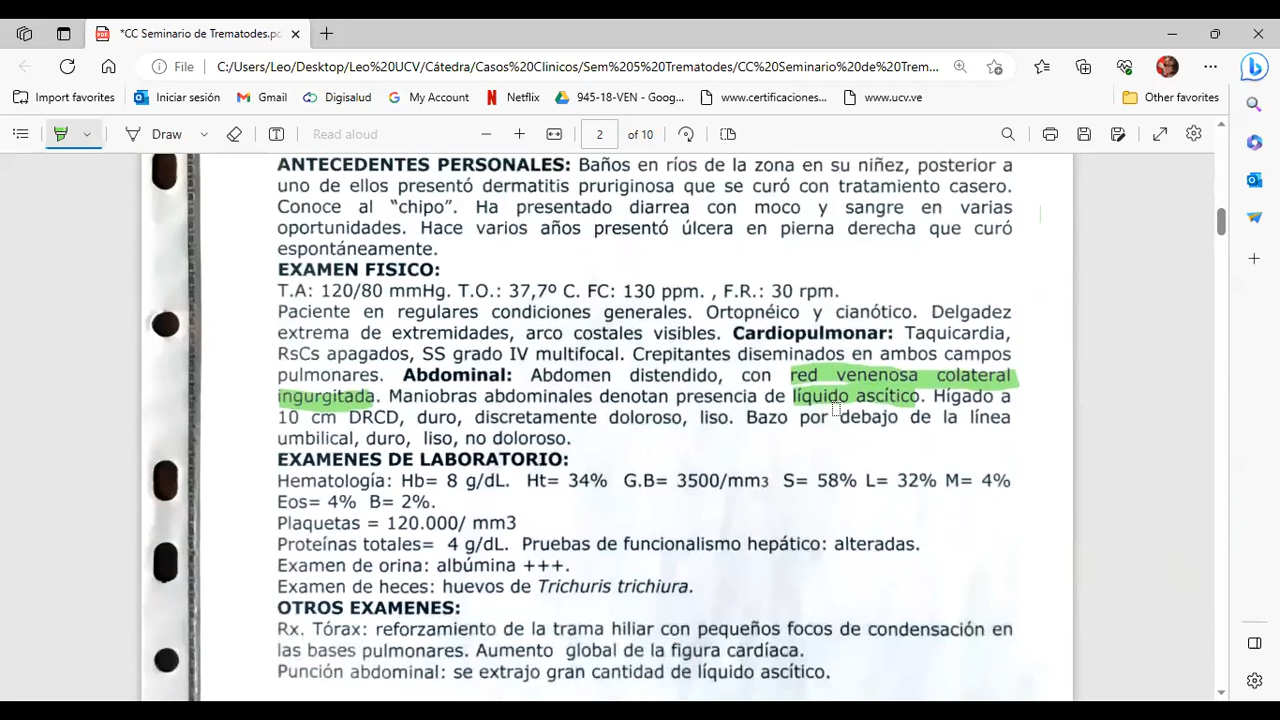 *CC Seminario de Trematodes.pc
File C:/Users/Leo/Desktop/Leo%20UCV/Cátedra/Casos%20Clinicos/Sem%205%20Trematodes/CC%20Seminario%20de%20Trem...
Import favorites Iniciar sesión Gmail Digisalud My Account Netflix 945-18-VEN - Goog... www.certificaciones... www.ucv.ve Other favorites
Draw Read aloud 2 of 10
ANTECEDENTES PERSONALES: Baños en ríos de la zona en su niñez, posterior a
uno de ellos presentó dermatitis pruriginosa que se curó con tratamiento casero.
Conoce al "chipo". Ha presentado diarrea con moco y sangre en varias
oportunidades. Hace varios años presentó úlcera en pierna derecha que curó
espontáneamente.
EXAMEN FISICO:
T.A: 120/80 mmHg. T.O.: 37,7º C. FC: 130 ppm. , F.R.: 30 rpm.
Paciente en regulares condiciones generales. Ortopnéico y cianótico. Delgadez
extrema de extremidades, arco costales visibles. Cardiopulmonar: Taquicardia,
RsCs apagados, SS grado IV multifocal. Crepitantes diseminados en ambos campos
pulmonares. Abdominal: Abdomen distendido, con red venenosa colateral
ingurgitada. Maniobras abdominales denotan presencia de líquido ascítico. Hígado a
10 cm DRCD, duro, discretamente doloroso, liso. Bazo por debajo de la línea
umbilical, duro, liso, no doloroso.
EXAMENES DE LABORATORIO:
Hematología: Hb= 8 g/dL. Ht= 34% G.B= 3500/mm3 S= 58% L= 32% M= 4%
Eos= 4% B= 2%.
Plaquetas = 120.000/ mm3
Proteínas totales= 4 g/dL. Pruebas de funcionalismo hepático: alteradas.
Examen de orina: albúmina +++.
Examen de heces: huevos de Trichuris trichiura.
OTROS EXAMENES:
Rx. Tórax: reforzamiento de la trama hiliar con pequeños focos de condensación en
las bases pulmonares. Aumento global de la figura cardíaca.
Punción abdominal: se extrajo gran cantidad de líquido ascítico.